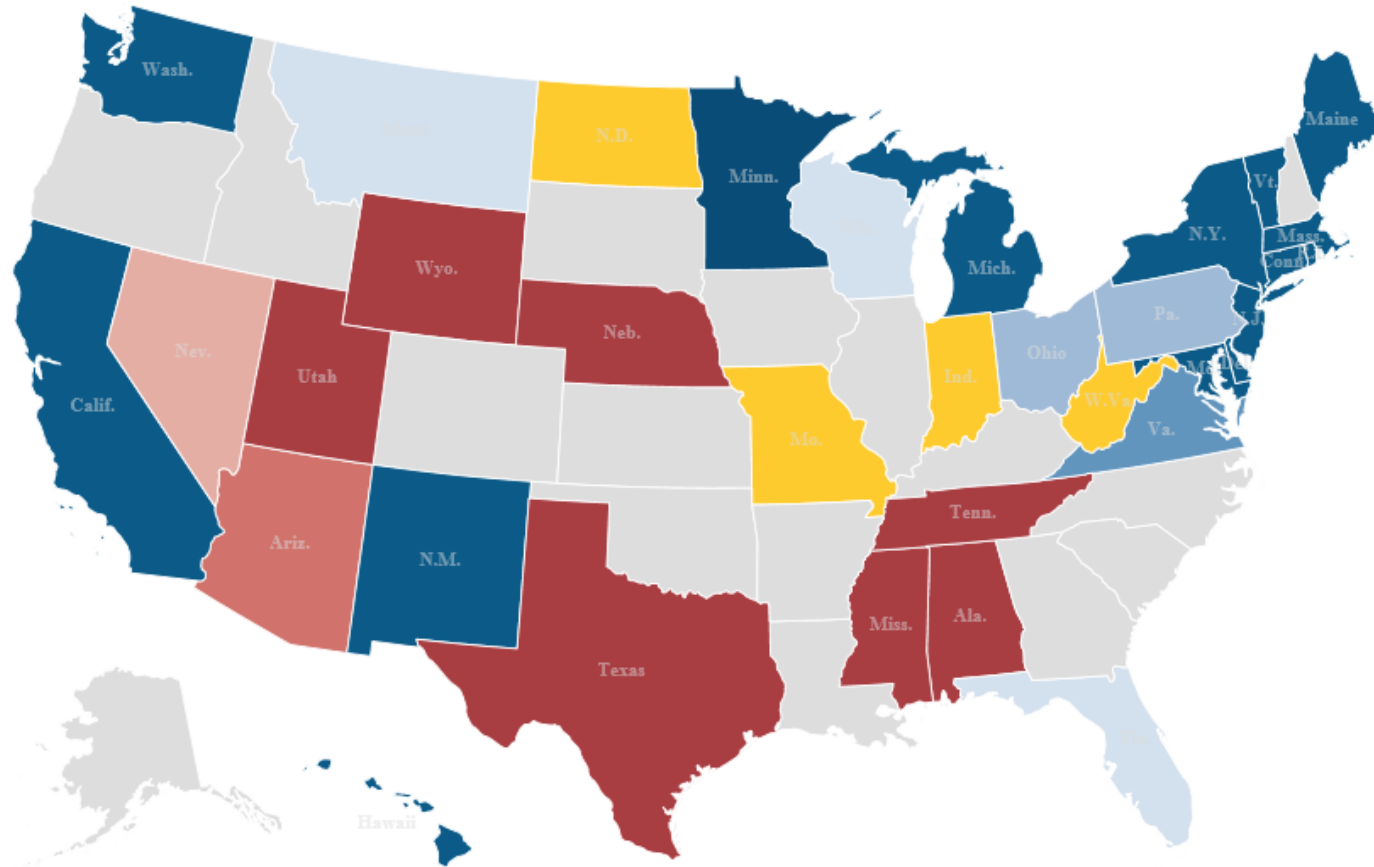 Wash.
Maine
N.D.
Minn.
Vt.
N.Y.
Mass.
Wyo.
Mich.
Neb.
Pa.
Nev.
Ohio
Utah
Ind.
Calif.
W.Va.
Mo.
Va.
Tenn.
Ariz.
N.M.
Miss.
Ala.
Texas
Hawaii